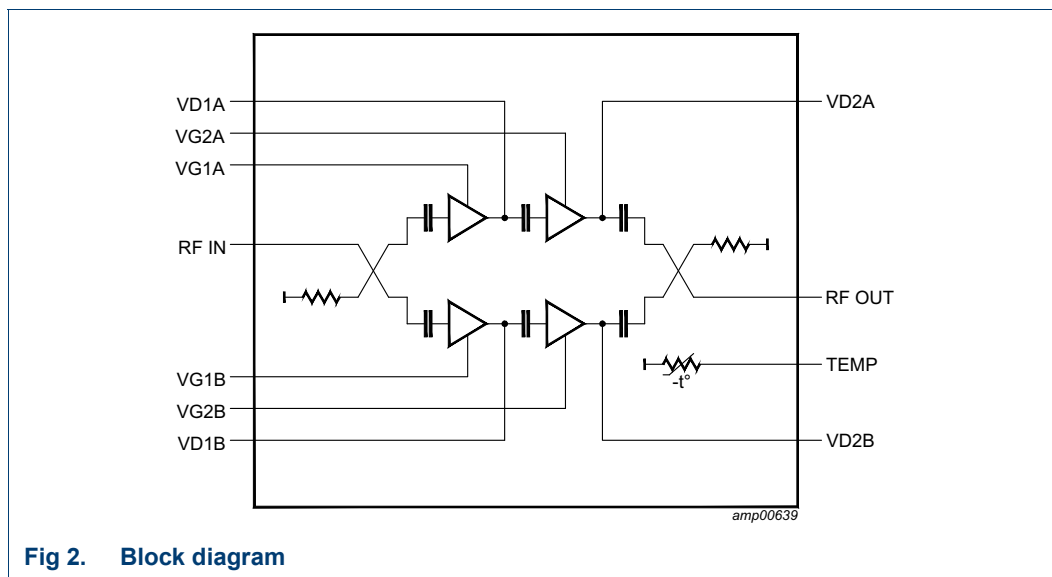 VD1A
VG2A
VG1A
RF IN
VG1B
VG2B
VD1B
VD2A
RF OUT
TEMP
-t°
VD2B
amp00639
Fig 2. Block diagram